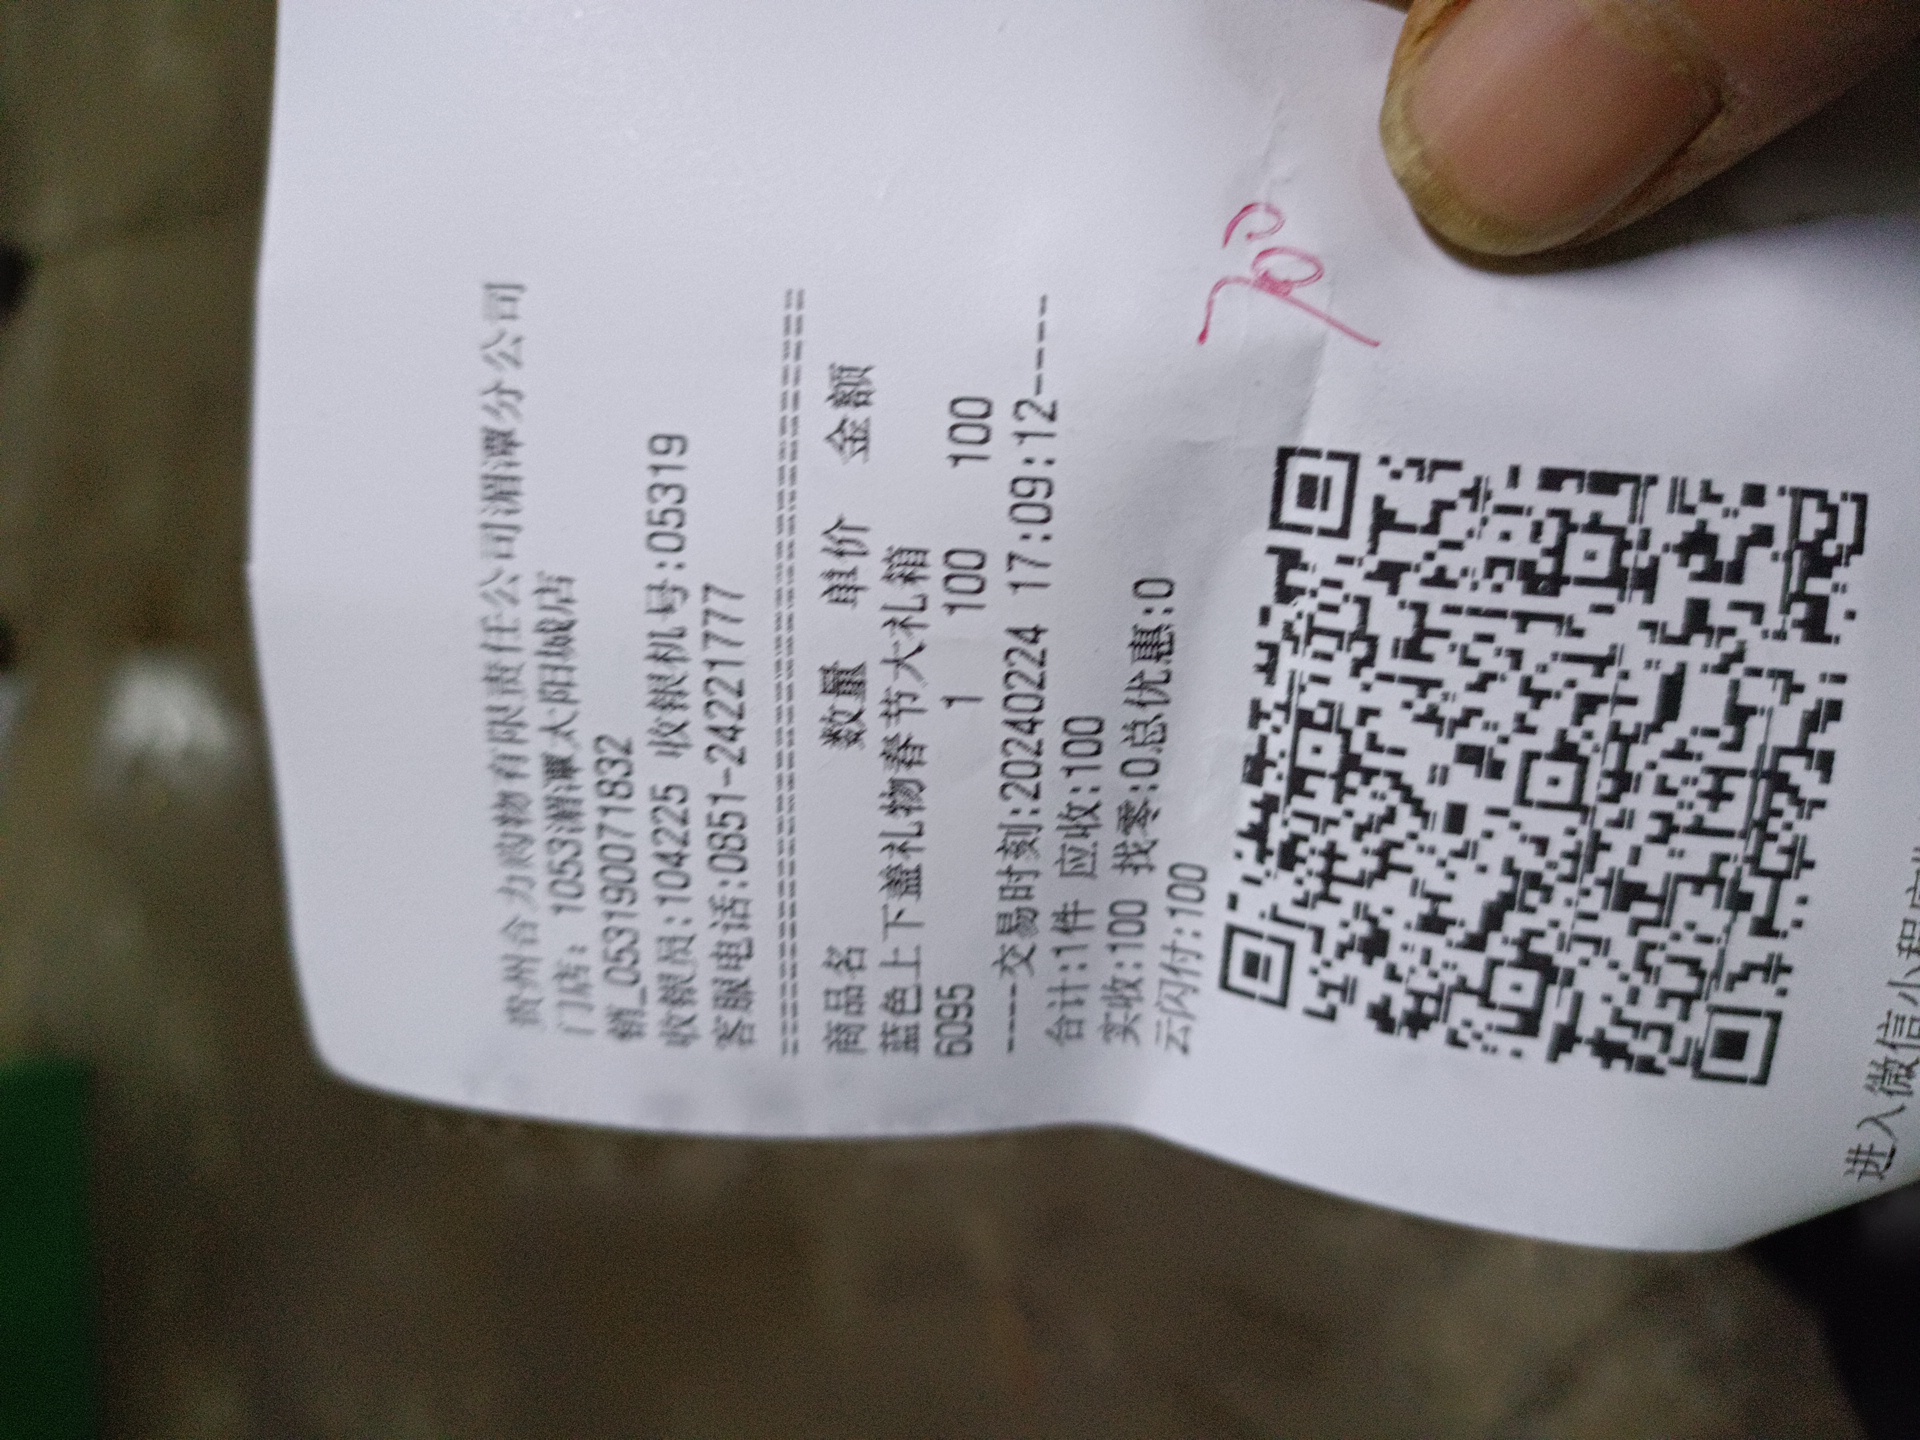 贵州合力购物有限责任公司湄潭分公司
门店: 1053湄潭太阳城店
销_053190071832
收银员:104225 收银机号:05319
客服电话:0851-24221777
================================
商品名 数量 单价 金额
蓝色上下盖礼物春节大礼箱
6095 1 100 100
-----交易时刻:20240224 17:09:12----
合计:1件 应收:100
实收:100 找零:0总优惠:0
云闪付:100
进入微信小程序